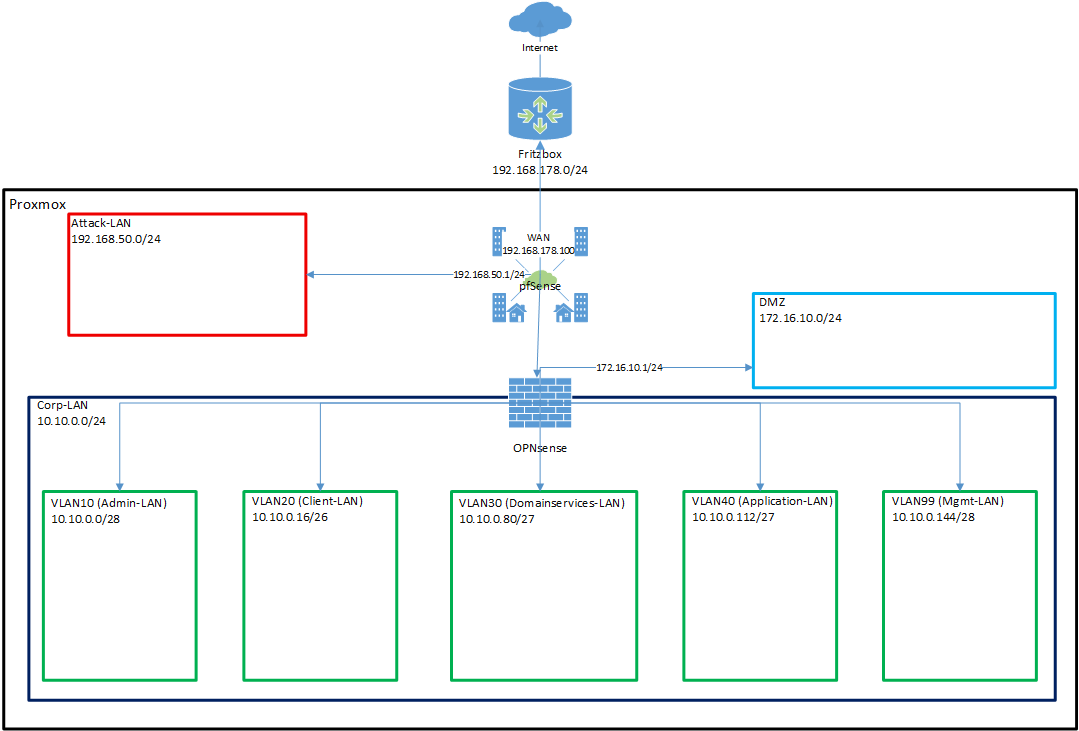 Internet
Fritzbox
192.168.178.0/24
Proxmox
Attack-LAN
192.168.50.0/24
WAN
192.168.178.100
192.168.50.1/24
pfSense
DMZ
172.16.10.0/24
172.16.10.1/24
Corp-LAN
10.10.0.0/24
OPNsense
VLAN10 (Admin-LAN)
10.10.0.0/28
VLAN20 (Client-LAN)
10.10.0.16/26
VLAN30 (Domainservices-LAN)
10.10.0.80/27
VLAN40 (Application-LAN)
10.10.0.112/27
VLAN99 (Mgmt-LAN)
10.10.0.144/28